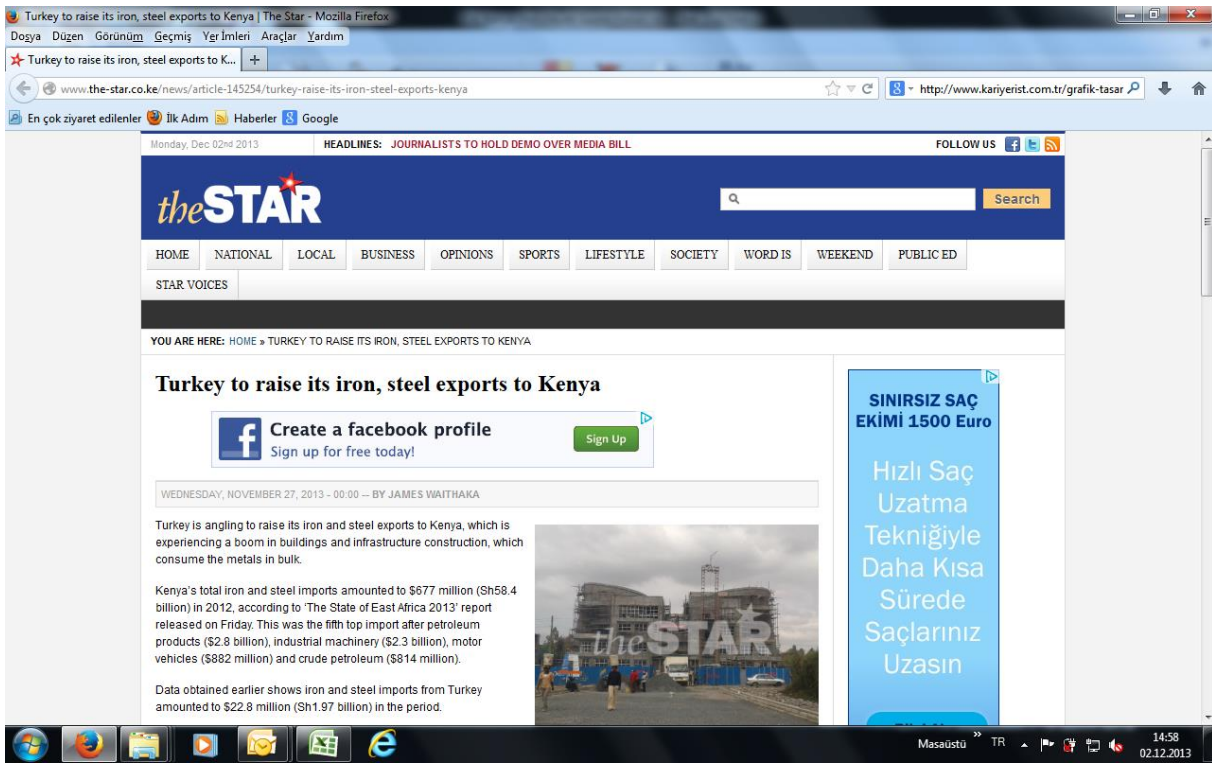 Turkey to raise its iron, steel exports to Kenya | The Star - Mozilla Firefox
Dosya Düzen Görünüm Geçmiş Yer İmleri Araçlar Yardım
Turkey to raise its iron, steel exports to K... +
www.the-star.co.ke/news/article-145254/turkey-raise-its-iron-steel-exports-kenya
http://www.kariyerist.com.tr/grafik-tasar
En çok ziyaret edilenler İlk Adım Haberler Google
Monday, Dec 02nd 2013
HEADLINES: JOURNALISTS TO HOLD DEMO OVER MEDIA BILL
FOLLOW US
theSTAR
Search
HOME NATIONAL LOCAL BUSINESS OPINIONS SPORTS LIFESTYLE SOCIETY WORD IS WEEKEND PUBLIC ED
STAR VOICES
YOU ARE HERE: HOME » TURKEY TO RAISE ITS IRON, STEEL EXPORTS TO KENYA
Turkey to raise its iron, steel exports to Kenya
Create a facebook profile
Sign up for free today!
Sign Up
WEDNESDAY, NOVEMBER 27, 2013 - 00:00 -- BY JAMES WAITHAKA
Turkey is angling to raise its iron and steel exports to Kenya, which is
experiencing a boom in buildings and infrastructure construction, which
consume the metals in bulk.
Kenya's total iron and steel imports amounted to $677 million (Sh58.4
billion) in 2012, according to 'The State of East Africa 2013' report
released on Friday. This was the fifth top import after petroleum
products ($2.8 billion), industrial machinery ($2.3 billion), motor
vehicles ($882 million) and crude petroleum ($814 million).
Data obtained earlier shows iron and steel imports from Turkey
amounted to $22.8 million (Sh1.97 billion) in the period.
theSTAR
SINIRSIZ SAÇ
EKİMİ 1500 Euro
Hızlı Saç
Uzatma
Tekniğiyle
Daha Kısa
Sürede
Saçlarınız
Uzasın
Masaüstü » TR
14:58
02.12.2013